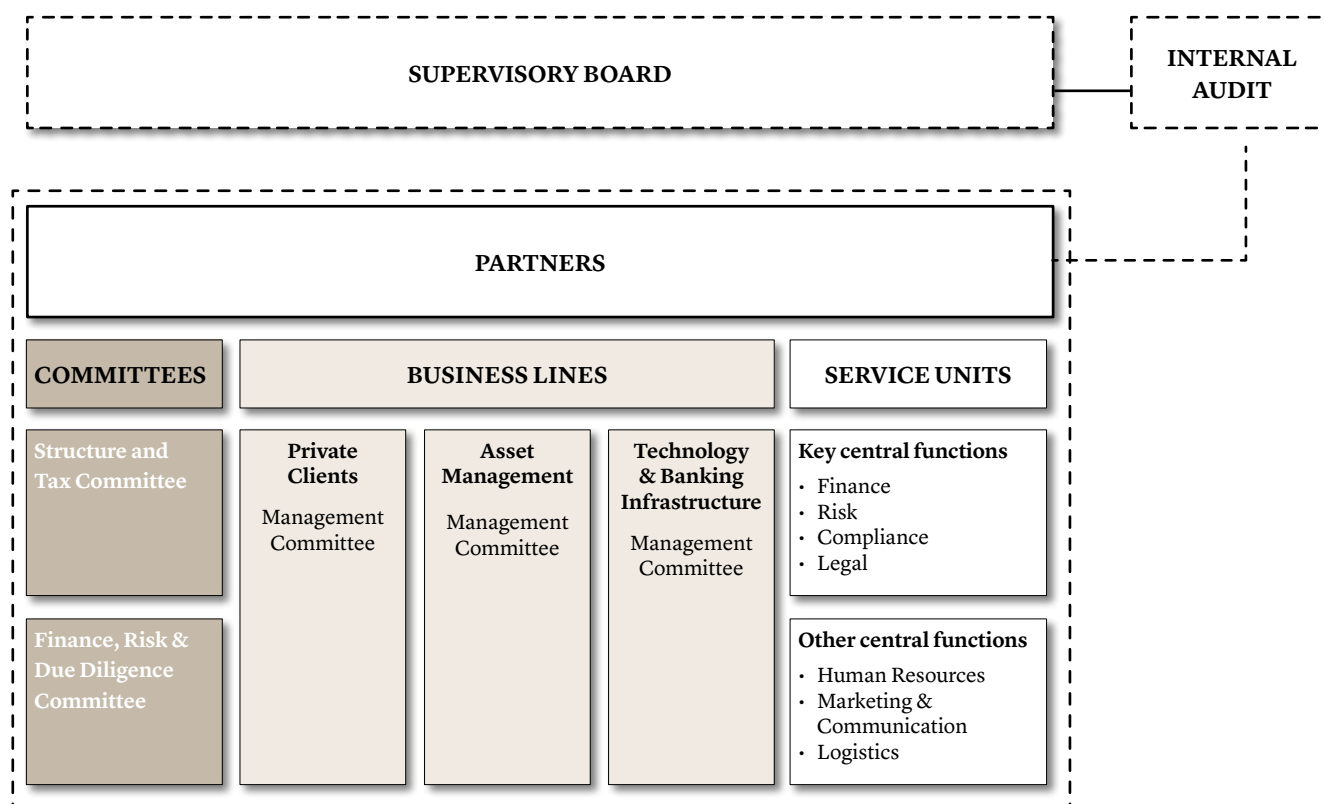 SUPERVISORY BOARD
INTERNAL
AUDIT
PARTNERS
COMMITTEES
BUSINESS LINES
SERVICE UNITS
Structure and
Tax Committee
Private
Clients
Management
Committee
Asset
Management
Management
Committee
Technology
& Banking
Infrastructure
Management
Committee
Key central functions
· Finance
· Risk
· Compliance
· Legal
Finance, Risk &
Due Diligence
Committee
Other central functions
· Human Resources
· Marketing &
Communication
· Logistics